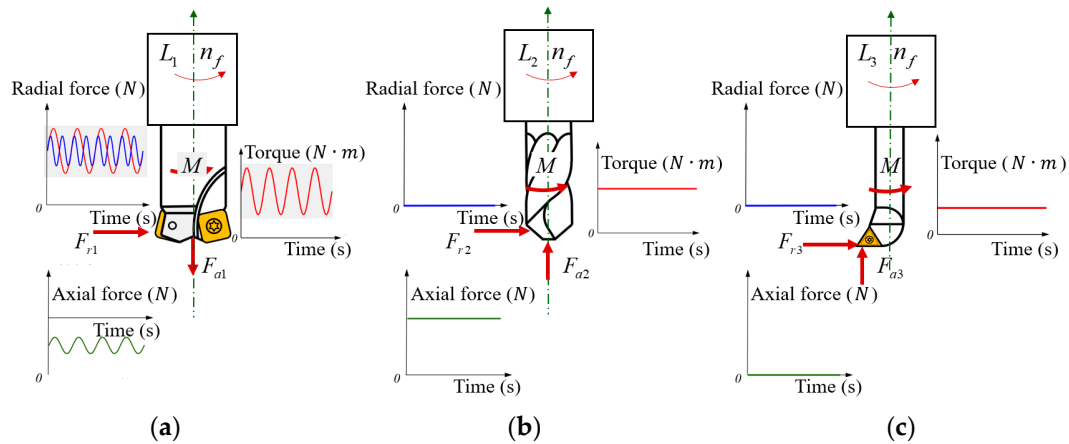 L1 nf
Radial force (N)
M
Torque (N · m)
0
Time (s)
Fr1
0
Time (s)
Fa1
Axial force (N)
Time (s)
0
(a)
L2 nf
Radial force (N)
M
Torque (N · m)
0
Time (s)
Fr2
0
Time (s)
Fa2
Axial force (N)
0
Time (s)
(b)
L3 nf
Radial force (N)
M
Torque (N · m)
0
Time (s)
Fr3
0
Time (s)
Fa3
Axial force (N)
0
Time (s)
(c)